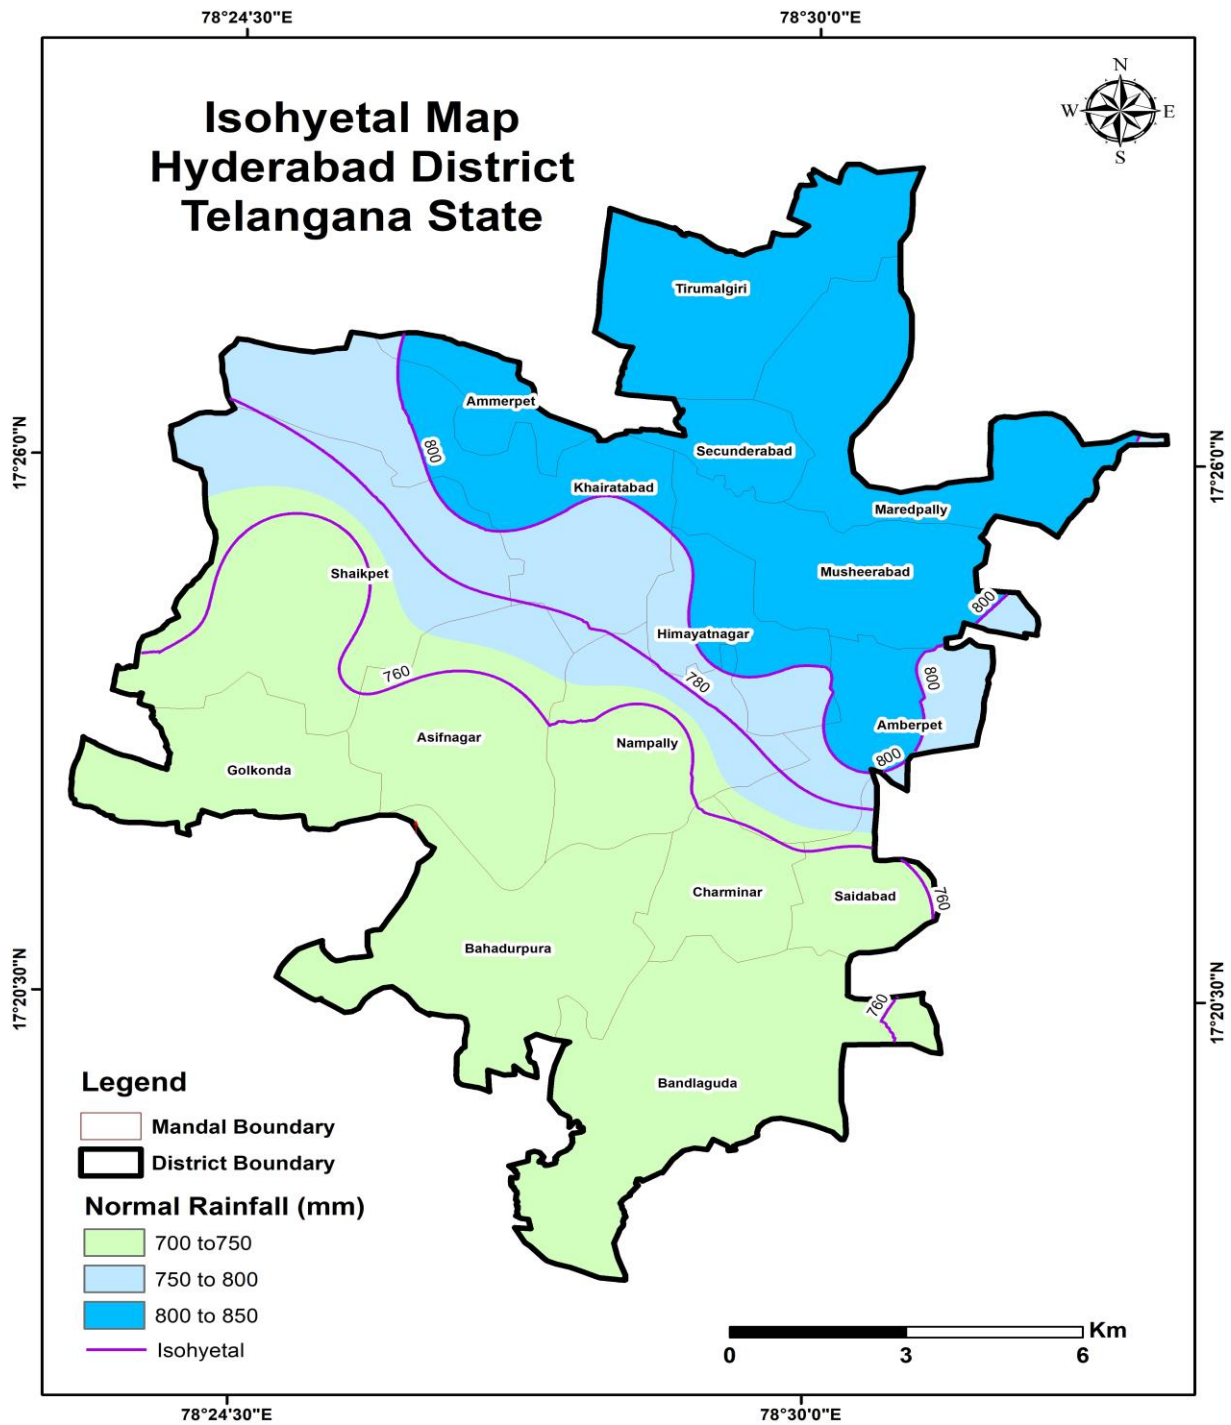 78°24'30"E
78°30'0"E
Isohyetal Map
Hyderabad District
Telangana State
N
W
E
S
Tirumalgiri
Ammerpet
800
Secunderabad
17°26'0"N
17°26'0"N
Khairatabad
Maredpally
Shaikpet
Musheerabad
800
Himayatnagar
760
780
800
Amberpet
Asifnagar
Nampally
800
Golkonda
Charminar
Saidabad
760
Bahadurpura
17°20'30"N
17°20'30"N
760
Bandlaguda
Legend
Mandal Boundary
District Boundary
Normal Rainfall (mm)
700 to750
750 to 800
800 to 850
Isohyetal
Km
0
3
6
78°24'30"E
78°30'0"E